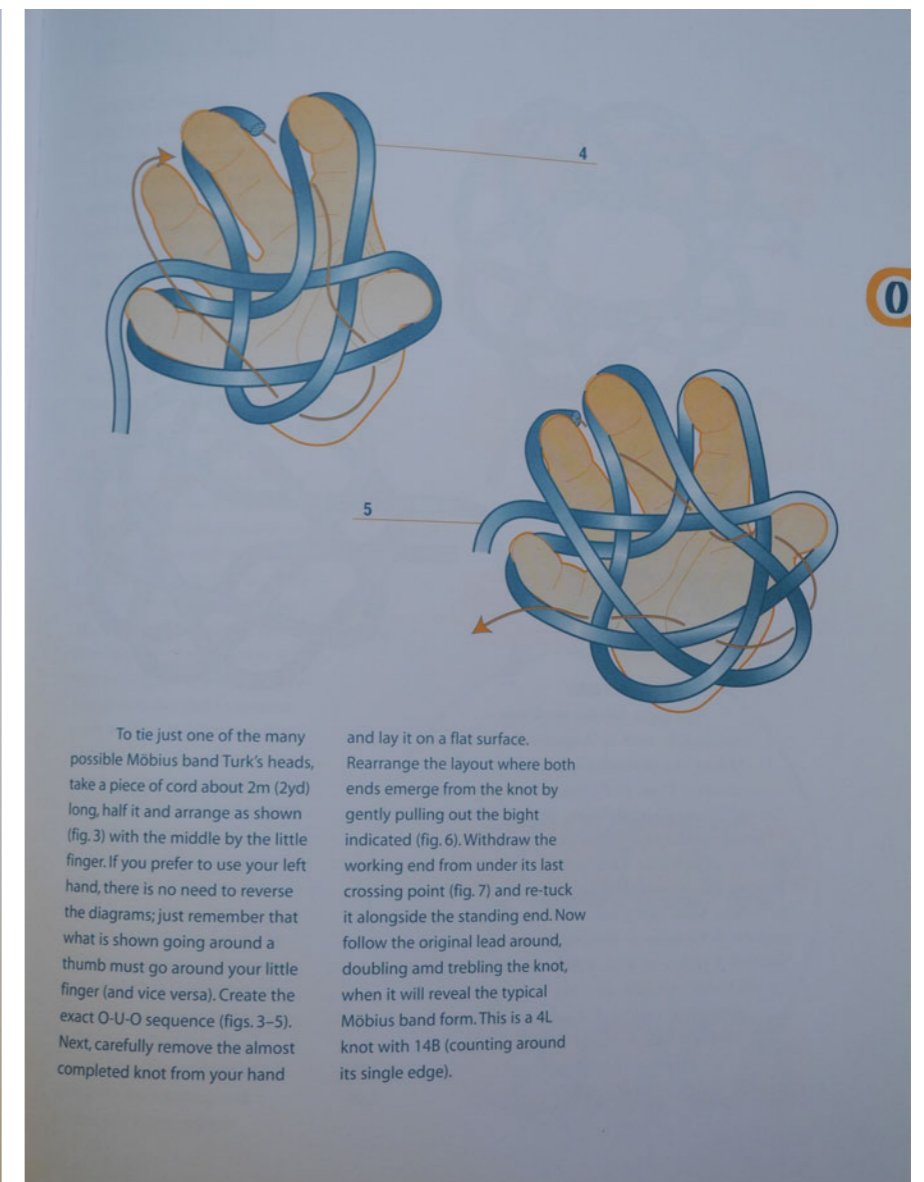 4
0
5
To tie just one of the many
possible Möbius band Turk's heads,
take a piece of cord about 2m (2yd)
long, half it and arrange as shown
(fig. 3) with the middle by the little
finger. If you prefer to use your left
hand, there is no need to reverse
the diagrams; just remember that
what is shown going around a
thumb must go around your little
finger (and vice versa). Create the
exact O-U-O sequence (figs. 3–5).
Next, carefully remove the almost
completed knot from your hand
and lay it on a flat surface.
Rearrange the layout where both
ends emerge from the knot by
gently pulling out the bight
indicated (fig. 6). Withdraw the
working end from under its last
crossing point (fig. 7) and re-tuck
it alongside the standing end. Now
follow the original lead around,
doubling amd trebling the knot,
when it will reveal the typical
Möbius band form. This is a 4L
knot with 14B (counting around
its single edge).